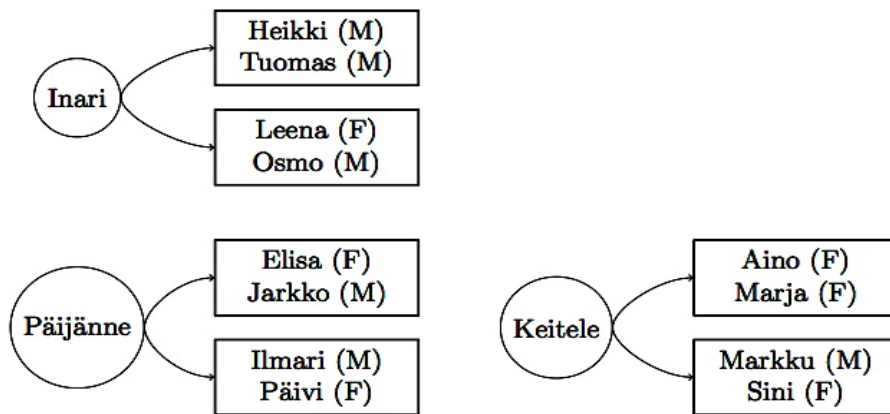 Inari
Heikki (M)
Tuomas (M)
Leena (F)
Osmo (M)
Päijänne
Elisa (F)
Jarkko (M)
Ilmari (M)
Päivi (F)
Keitele
Aino (F)
Marja (F)
Markku (M)
Sini (F)